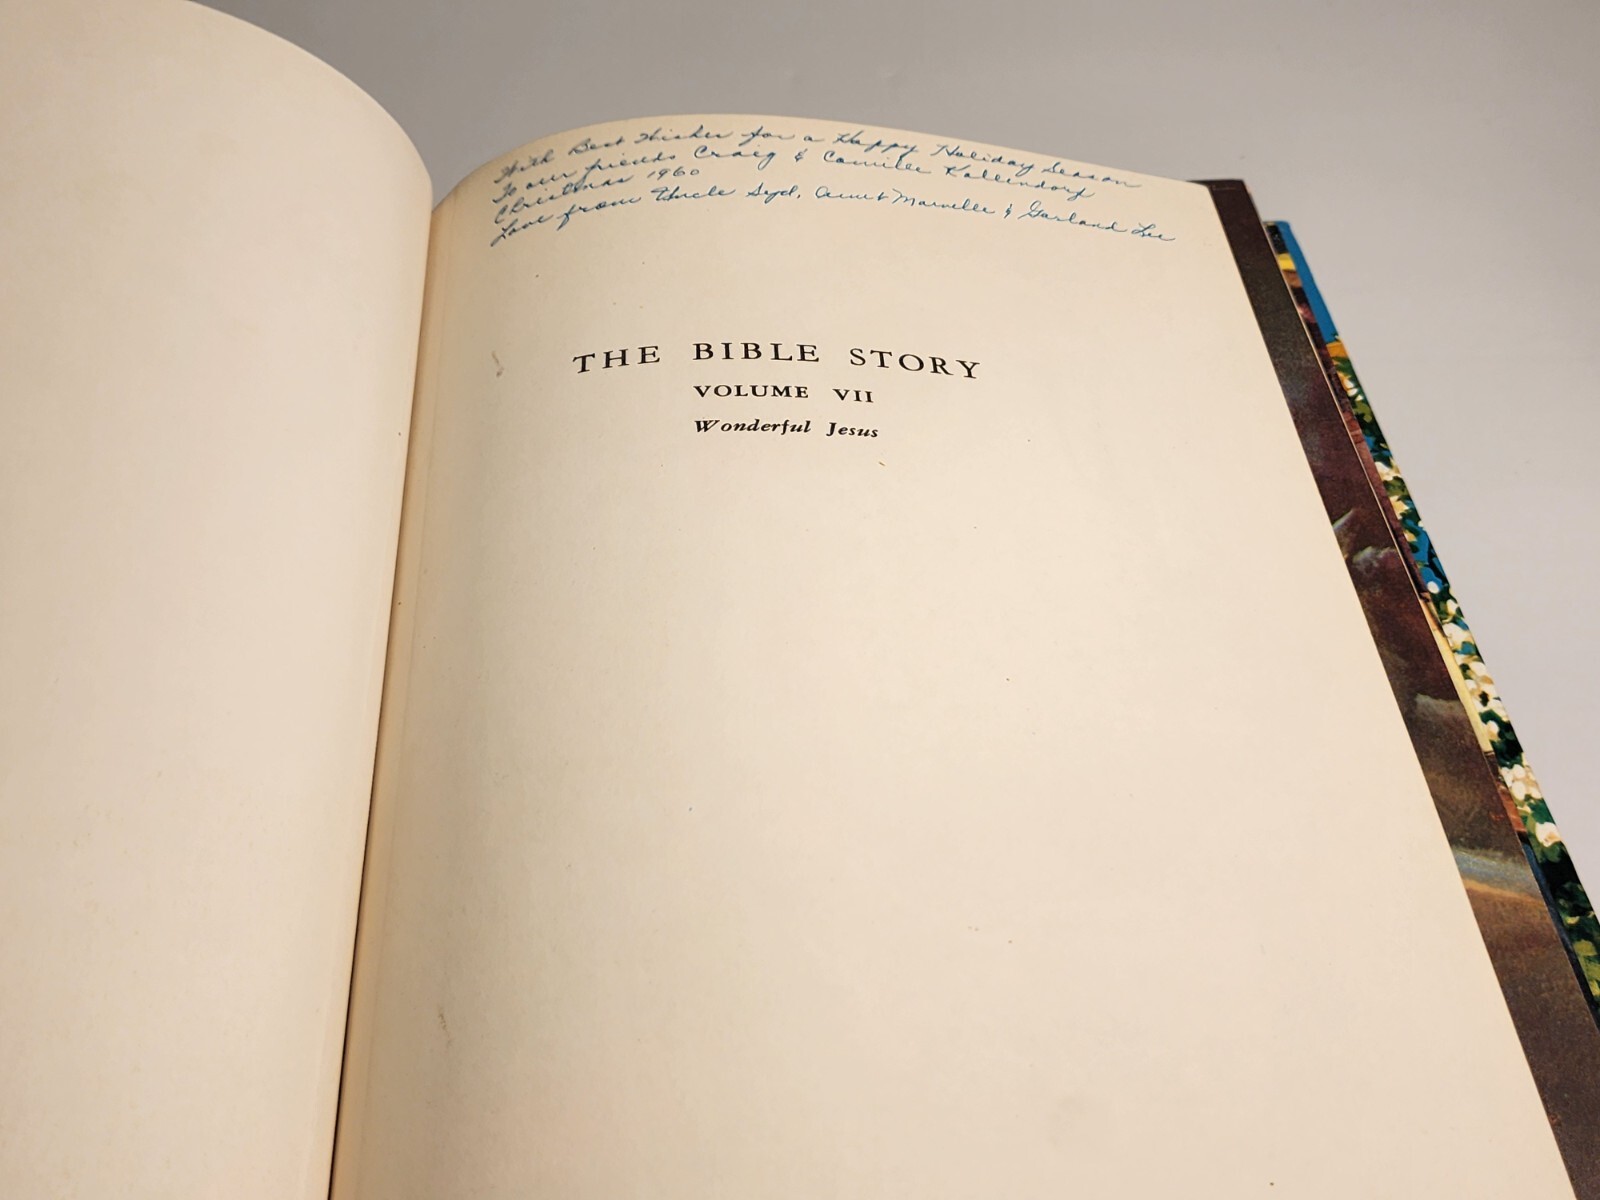 With Best Wishes for a Happy Holiday Season
To our friends Craig & Camille Kallendorf
Christmas 1960
Love from Uncle Syd, Aunt Marvelle & Garland Lee
THE BIBLE STORY
VOLUME VII
Wonderful Jesus